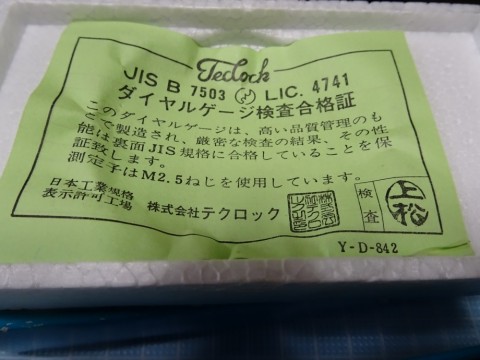 Teclock
JIS B 7503 LIC. 4741
ダイヤルゲージ検査合格証
このダイヤルゲージは、高い品質管理のも
とで製造され、厳密な検査の結果、その性
能は裏面JIS規格に合格していることを保
証致します。
測定子はM2.5ねじを使用しています。
日本工業規格
表示許可工場 株式会社テクロック
検査
上松
Y-D-842